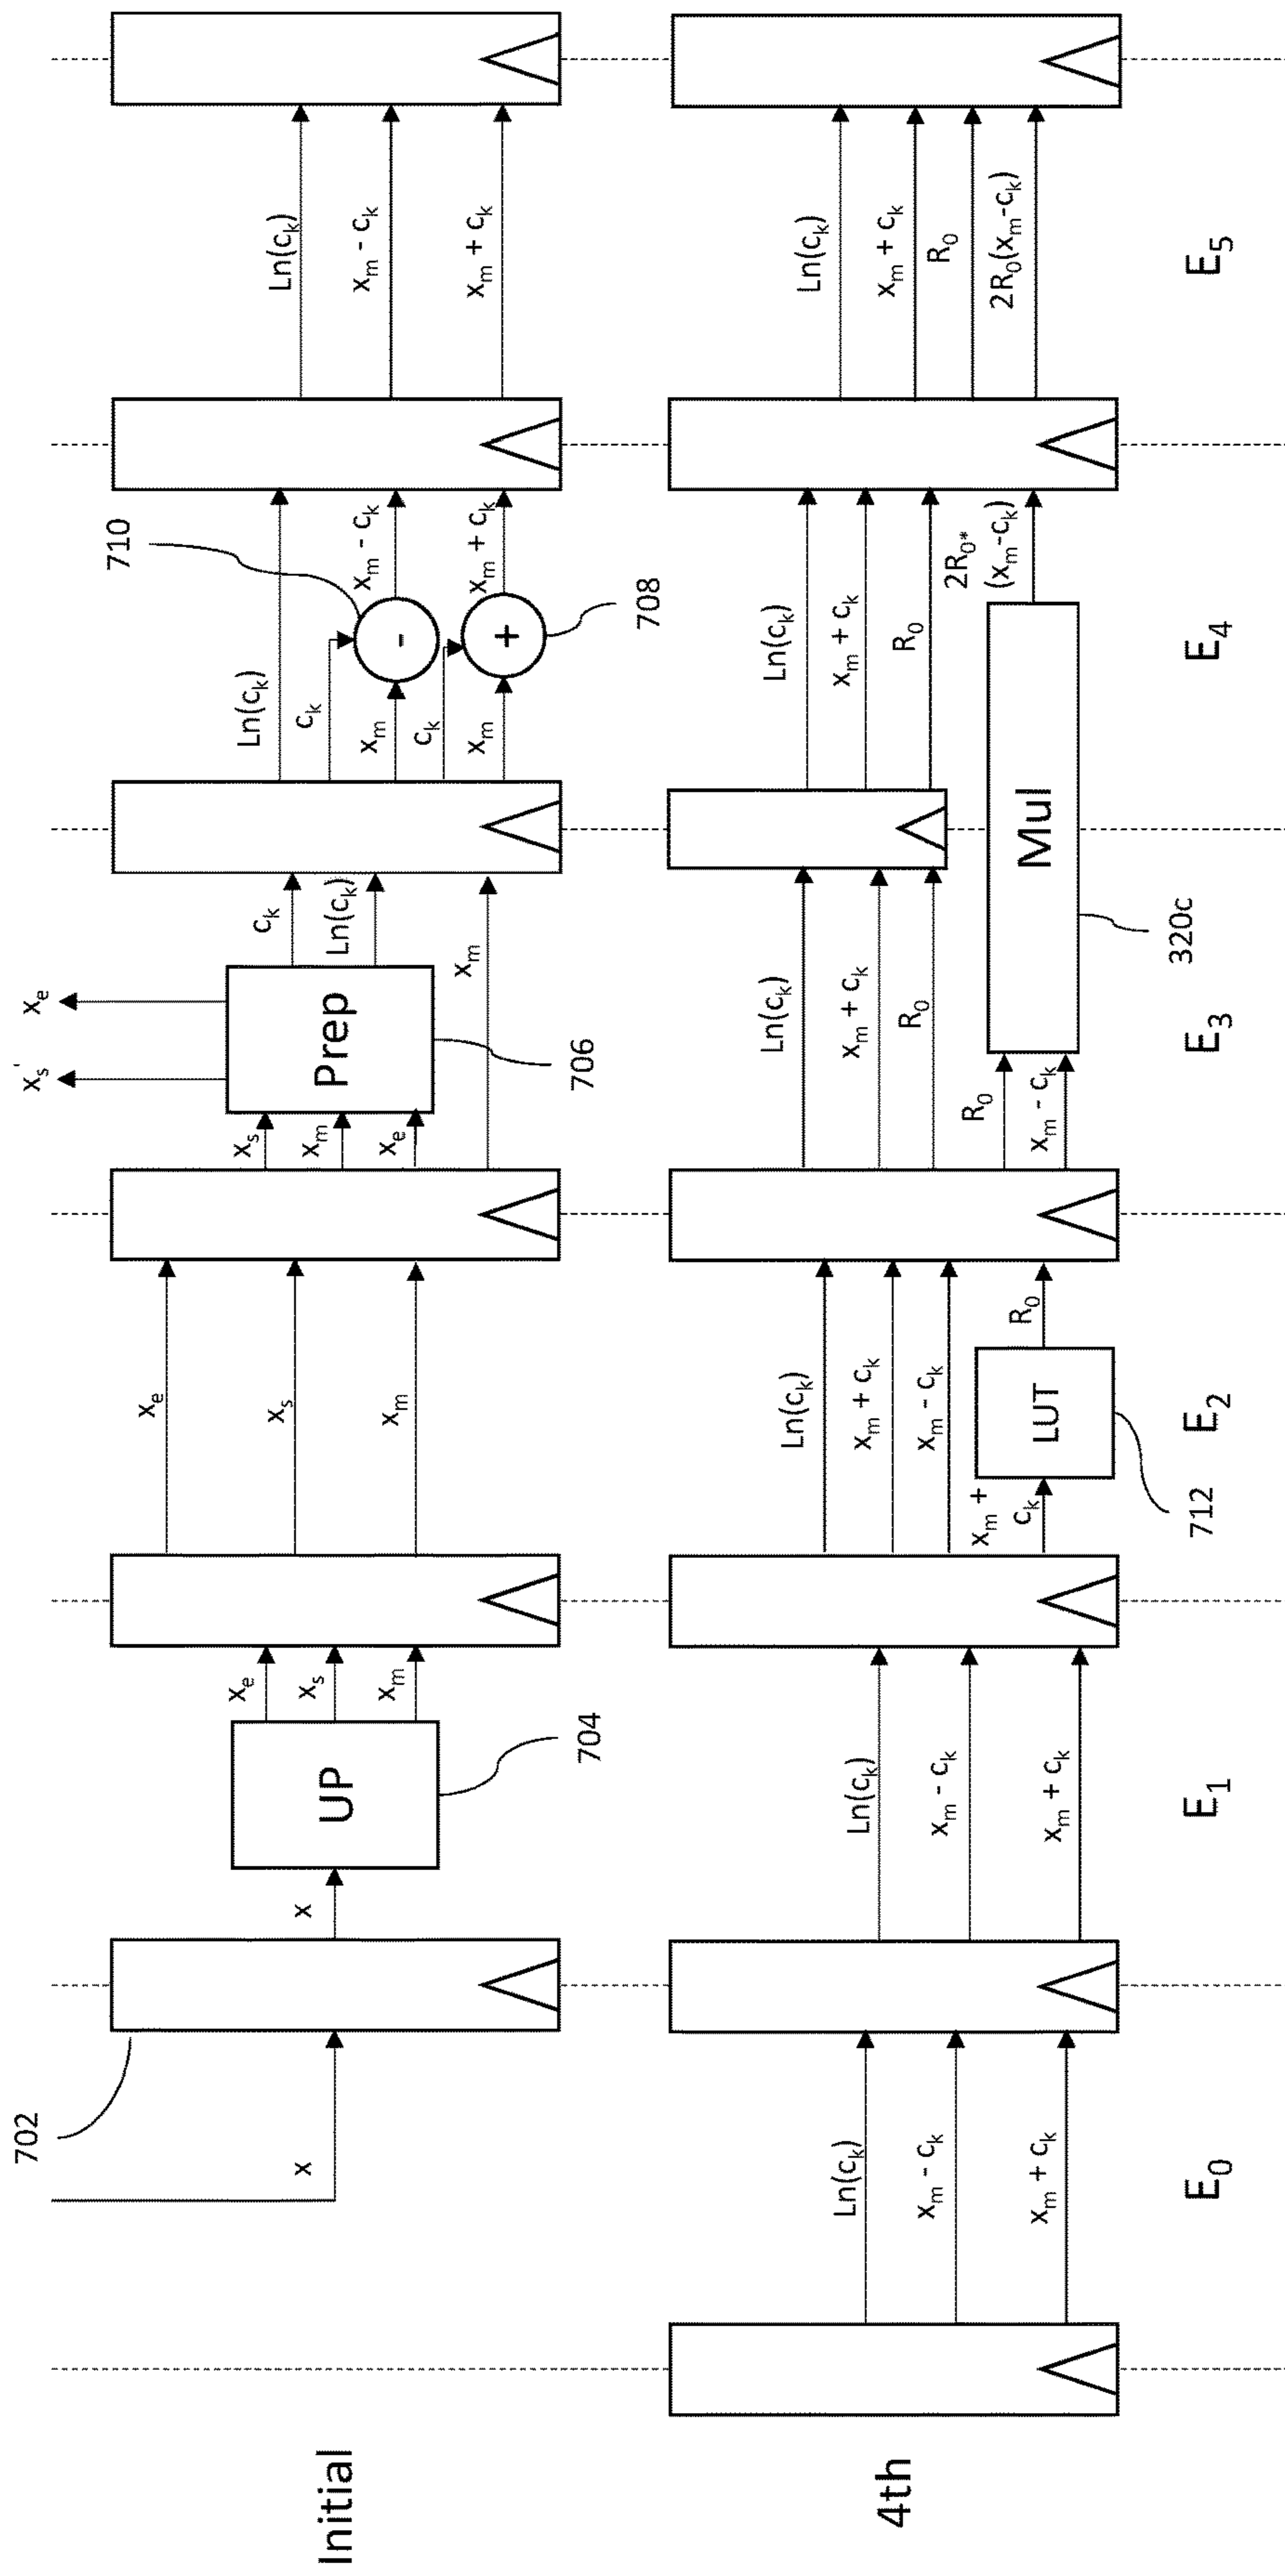 Initial
702
x
x
UP
xₑ
xₛ
xₘ
704
xₑ
xₛ
xₘ
xₛ'
xₑ
xₛ
xₘ
xₑ
Prep
cₖ
Ln(cₖ)
xₘ
706
710
Ln(cₖ)
cₖ
xₘ
-
xₘ - cₖ
cₖ
xₘ
+
xₘ + cₖ
708
Ln(cₖ)
xₘ - cₖ
xₘ + cₖ
4th
Ln(cₖ)
xₘ - cₖ
xₘ + cₖ
Ln(cₖ)
xₘ - cₖ
xₘ + cₖ
Ln(cₖ)
xₘ + cₖ
xₘ - cₖ
xₘ +
cₖ
LUT
R₀
712
Ln(cₖ)
xₘ + cₖ
R₀
R₀
xₘ - cₖ
Mul
320c
Ln(cₖ)
xₘ + cₖ
R₀
2R₀*
(xₘ-cₖ)
Ln(cₖ)
xₘ + cₖ
R₀
2R₀(xₘ-cₖ)
E₀ E₁ E₂ E₃ E₄ E₅